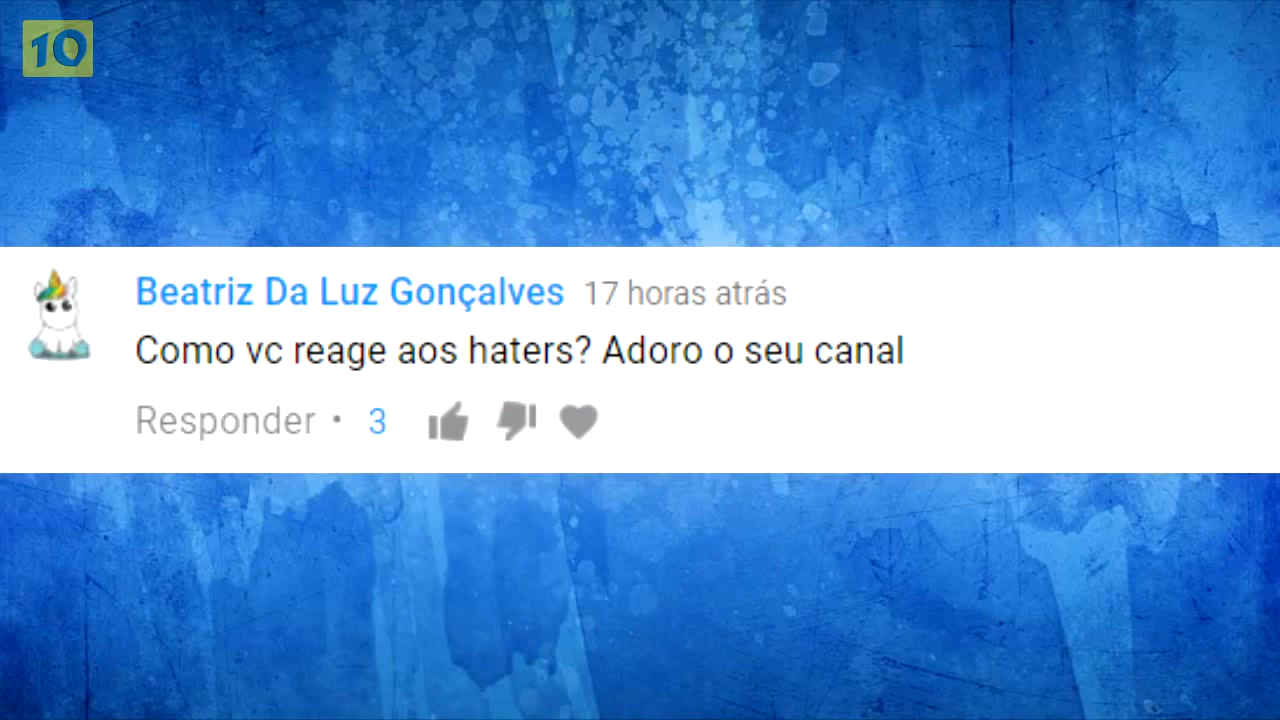 10
Beatriz Da Luz Gonçalves 17 horas atrás
Como vc reage aos haters? Adoro o seu canal
Responder • 3